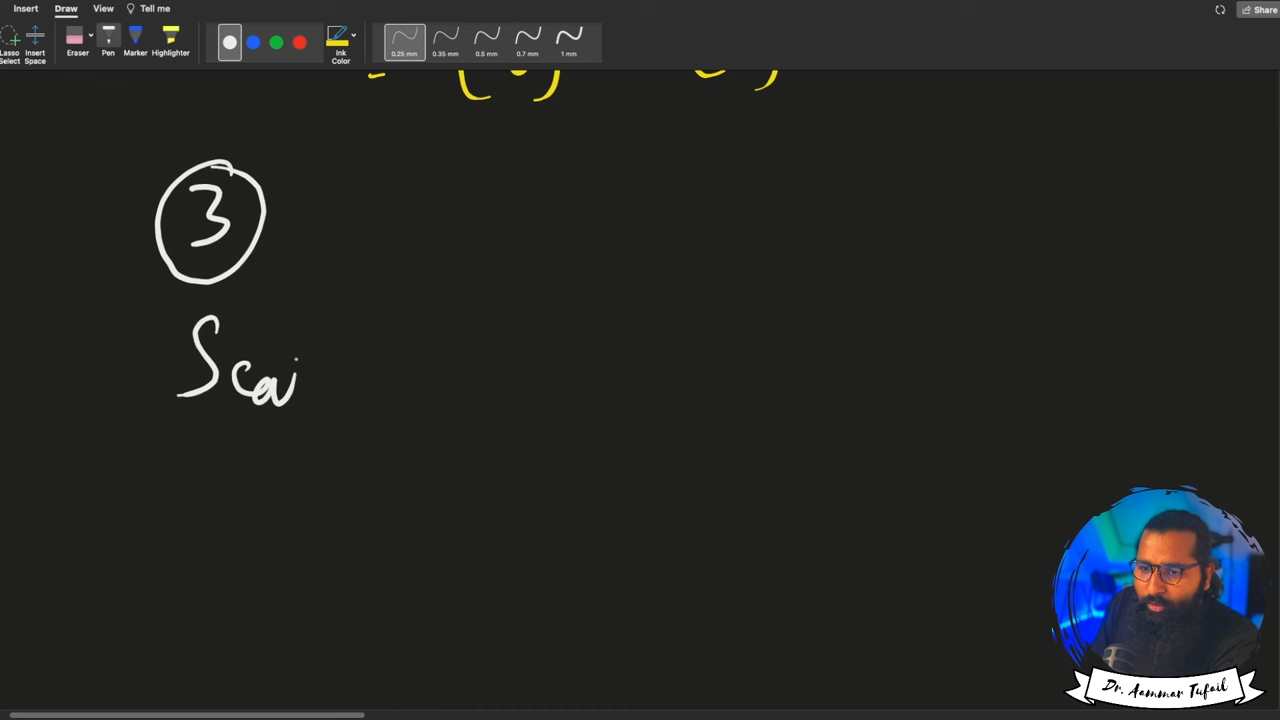 Insert Draw View Tell me
Share
Lasso Select
Insert Space
Eraser
Pen
Marker
Highlighter
Ink Color
0.25 mm
0.35 mm
0.5 mm
0.7 mm
1 mm
3
Scal
Dr. Aammar Tufail